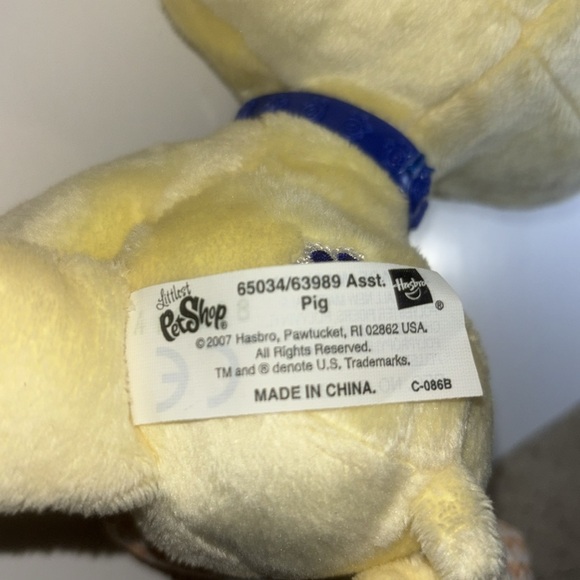 Littlest
PetShop®
65034/63989 Asst.
Pig
Hasbro®
©2007 Hasbro, Pawtucket, RI 02862 USA.
All Rights Reserved.
TM and ® denote U.S. Trademarks.
MADE IN CHINA.
C-086B